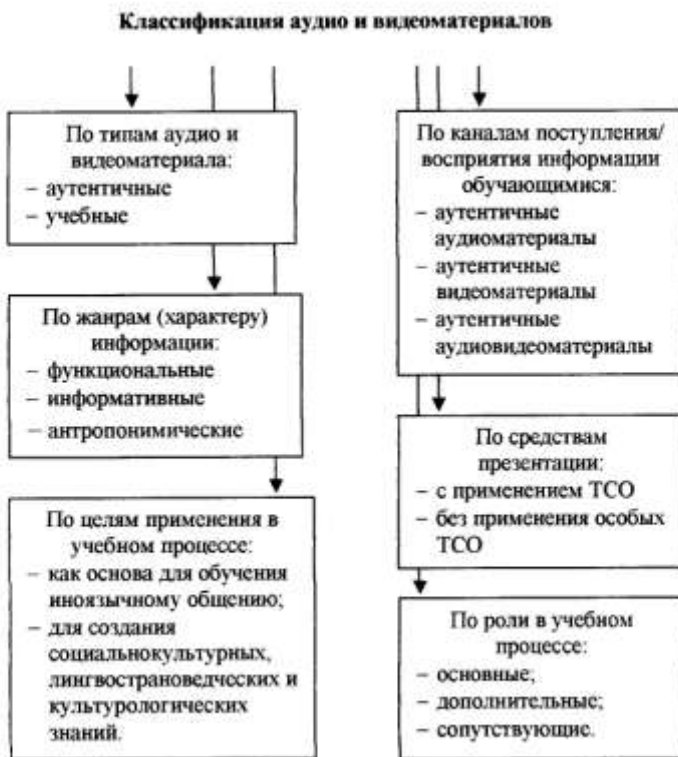 Классификация аудио и видеоматериалов
По типам аудио и
видеоматериала:
– аутентичные
– учебные
По жанрам (характеру)
информации:
– функциональные
– информативные
– антропонимические
По целям применения в
учебном процессе:
– как основа для обучения
иноязычному общению;
– для создания
социальнокультурных,
лингвострановедческих и
культурологических
знаний.
По каналам поступления/
восприятия информации
обучающимися:
– аутентичные
аудиоматериалы
– аутентичные
видеоматериалы
– аутентичные
аудиовидеоматериалы
По средствам
презентации:
– с применением ТСО
– без применения особых
ТСО
По роли в учебном
процессе:
– основные;
– дополнительные;
– сопутствующие.